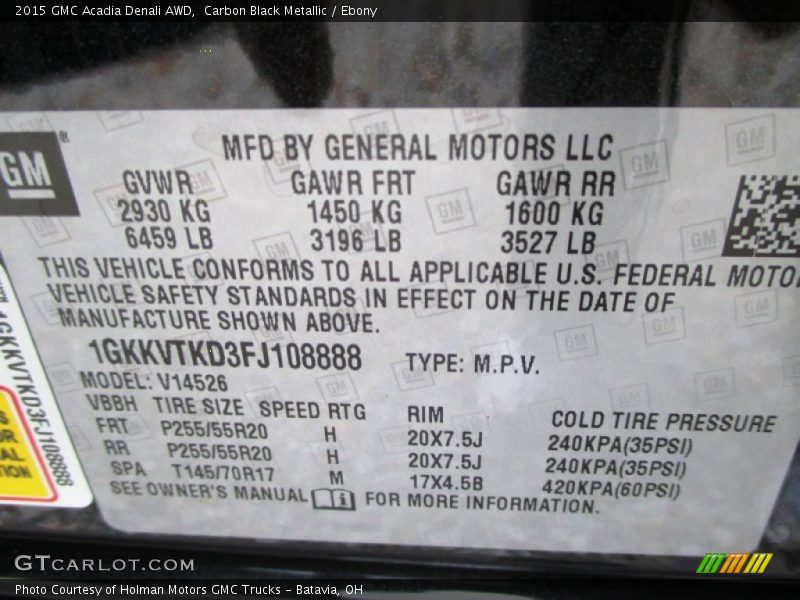 2015 GMC Acadia Denali AWD, Carbon Black Metallic / Ebony
GM
MFD BY GENERAL MOTORS LLC
GVWR GAWR FRT GAWR RR
2930 KG 1450 KG 1600 KG
6459 LB 3196 LB 3527 LB
THIS VEHICLE CONFORMS TO ALL APPLICABLE U.S. FEDERAL MOTO
VEHICLE SAFETY STANDARDS IN EFFECT ON THE DATE OF
MANUFACTURE SHOWN ABOVE.
1GKKVTKD3FJ108888 TYPE: M.P.V.
MODEL: V14526
VBBH TIRE SIZE SPEED RTG RIM COLD TIRE PRESSURE
FRT P255/55R20 H 20X7.5J 240KPA(35PSI)
RR P255/55R20 H 20X7.5J 240KPA(35PSI)
SPA T145/70R17 M 17X4.5B 420KPA(60PSI)
SEE OWNER'S MANUAL FOR MORE INFORMATION.
1GKKVTKD3FJ108888
GTCARLOT.COM
Photo Courtesy of Holman Motors GMC Trucks - Batavia, OH